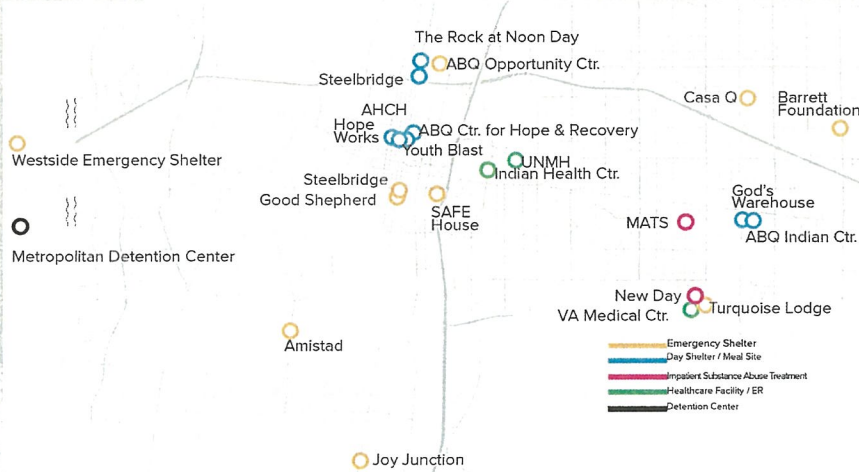 The Rock at Noon Day
ABQ Opportunity Ctr.
Steelbridge
Casa Q
Barrett
Foundation
AHCH
Hope
Works
ABQ Ctr. for Hope & Recovery
Youth Blast
Westside Emergency Shelter
UNMH
Indian Health Ctr.
Steelbridge
Good Shepherd
SAFE
House
God's
Warehouse
MATS
ABQ Indian Ctr.
Metropolitan Detention Center
New Day
Turquoise Lodge
VA Medical Ctr.
Amistad
Emergency Shelter
Day Shelter / Meal Site
Impatient Substance Abuse Treatment
Healthcare Facility / ER
Detention Center
Joy Junction